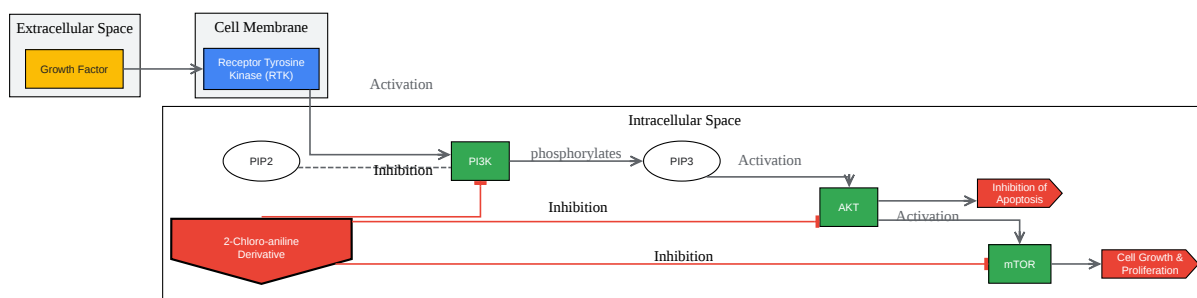 Extracellular Space
Growth Factor
Cell Membrane
Receptor Tyrosine
Kinase (RTK)
Activation
Intracellular Space
PIP2
Inhibition
PI3K
phosphorylates
PIP3
Activation
Inhibition of
Apoptosis
AKT
Inhibition
Activation
2-Chloro-aniline
Derivative
Inhibition
mTOR
Cell Growth &
Proliferation